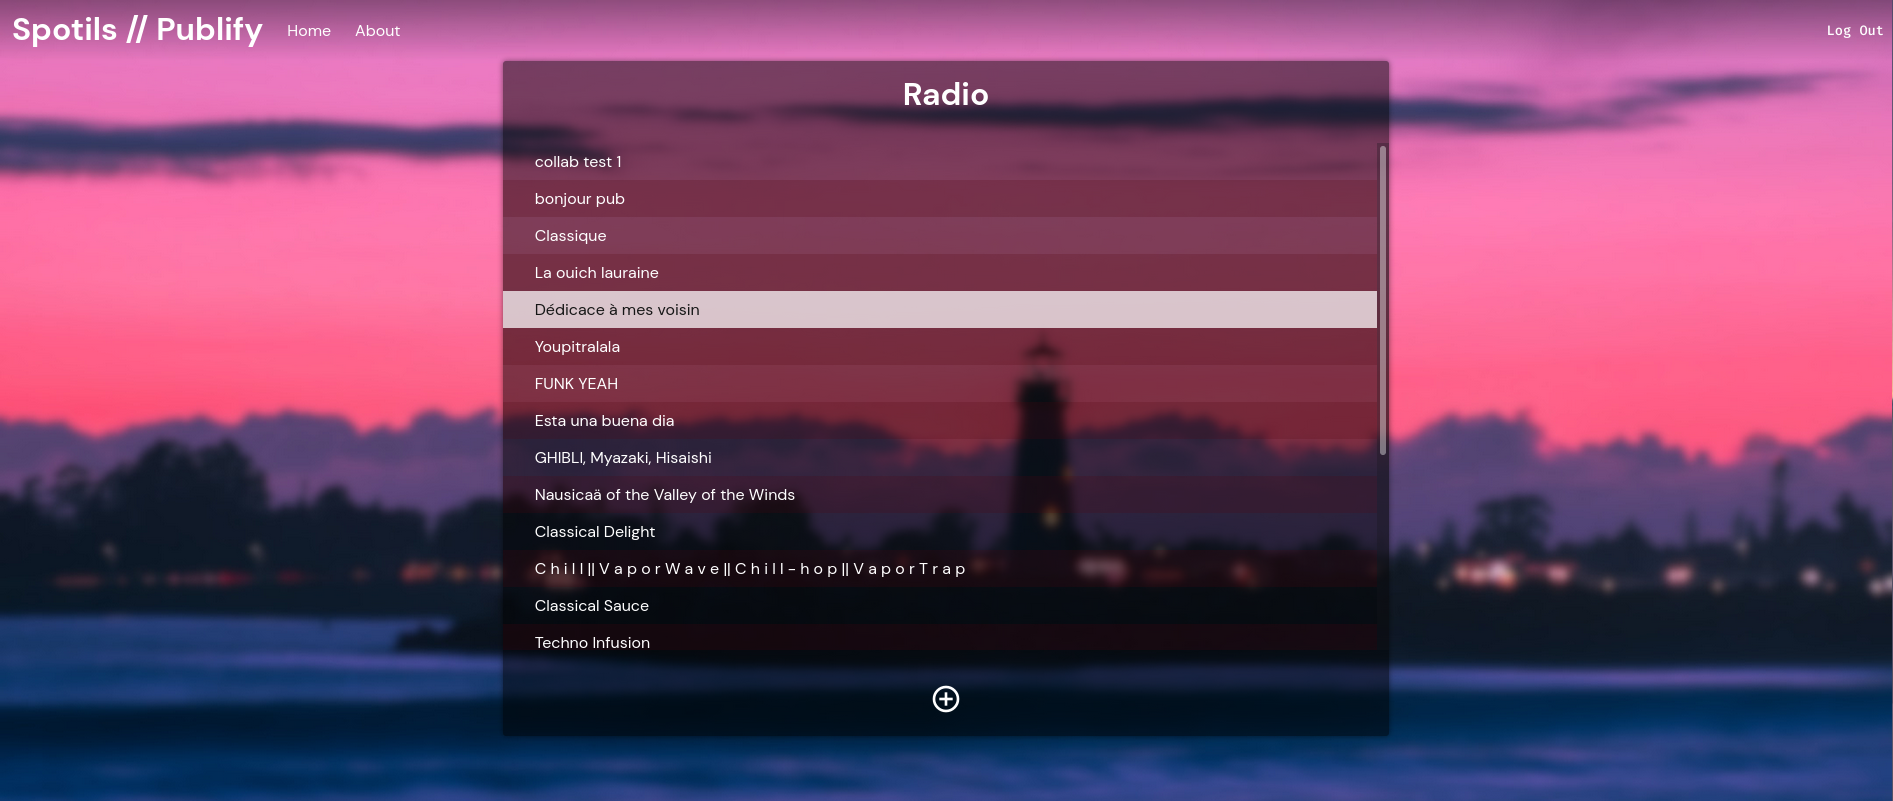 Spotils // Publify Home About Log Out
Radio
collab test 1
bonjour pub
Classique
La ouich lauraine
Dédicace à mes voisin
Youpitralala
FUNK YEAH
Esta una buena dia
GHIBLI, Myazaki, Hisaishi
Nausicaä of the Valley of the Winds
Classical Delight
C h i l l || V a p o r W a v e || C h i l l - h o p || V a p o r T r a p
Classical Sauce
Techno Infusion